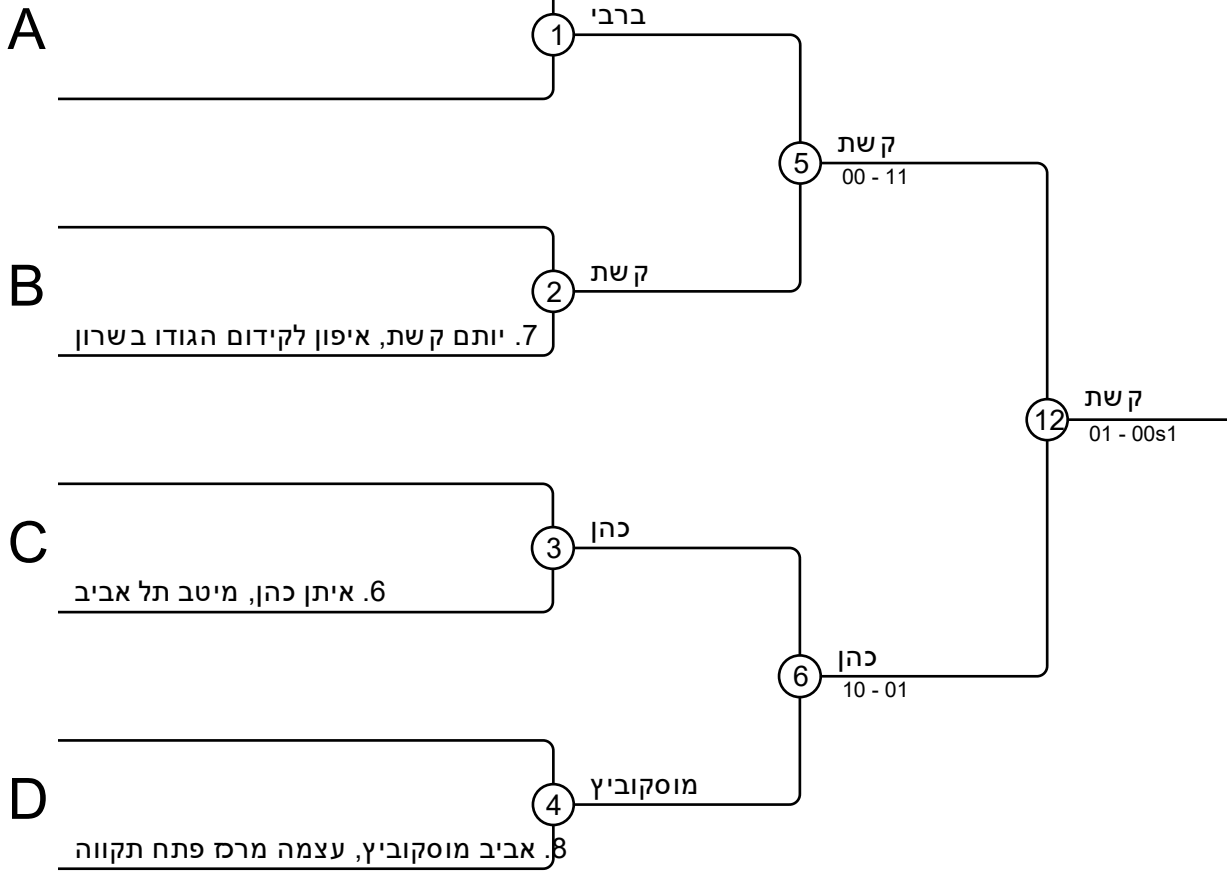 A
1
ברבי
5
קשת
00 - 11
B
2
קשת
7. יותם קשת, איפון לקידום הגודו בשרון
12
קשת
01 - 00s1
C
3
כהן
6. איתן כהן, מיטב תל אביב
6
כהן
10 - 01
D
4
מוסקוביץ
8. אביב מוסקוביץ, עצמה מרכז פתח תקווה